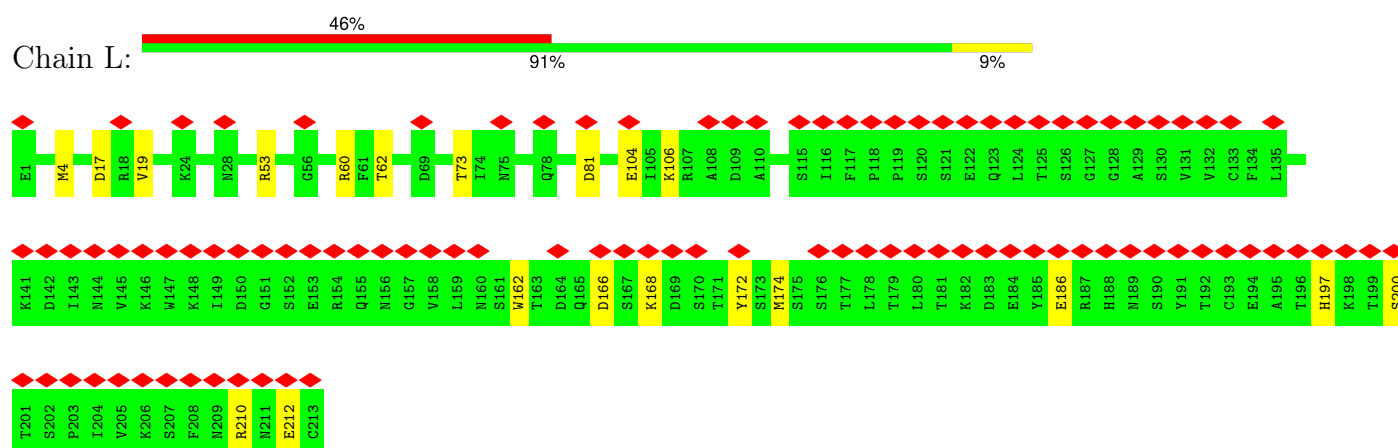 46%
Chain L:
91% 9%
E1 M4 D17 R18 V19 K24 N28 R53 G56 R60 F61 T62 D69 T73 I74 N75 Q78 D81 E104 I105 K106 R107 A108 D109 A110 S115 I116 F117 P118 P119 S120 S121 E122 Q123 L124 T125 S126 G127 G128 A129 S130 V131 V132 C133 F134 L135
K141 D142 I143 N144 V145 K146 W147 K148 I149 D150 G151 S152 E153 R154 Q155 N156 G157 V158 L159 N160 S161 W162 T163 D164 Q165 D166 S167 K168 D169 S170 T171 Y172 S173 M174 S175 S176 T177 L178 T179 L180 T181 K182 D183 E184 Y185 E186 R187 H188 N189 S190 Y191 T192 C193 E194 A195 T196 H197 K198 T199 S200
T201 S202 P203 I204 V205 K206 S207 F208 N209 R210 N211 E212 C213